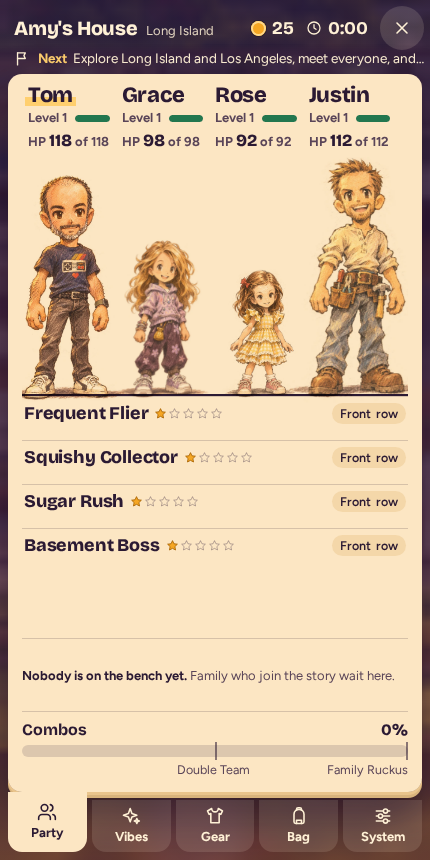 Amy's House Long Island 25 0:00
Next Explore Long Island and Los Angeles, meet everyone, and...
Tom Grace Rose Justin
Level 1 Level 1 Level 1 Level 1
HP 118 of 118 HP 98 of 98 HP 92 of 92 HP 112 of 112
Frequent Flier Front row
Squishy Collector Front row
Sugar Rush Front row
Basement Boss Front row
Nobody is on the bench yet. Family who join the story wait here.
Combos 0%
Double Team Family Ruckus
Party Vibes Gear Bag System